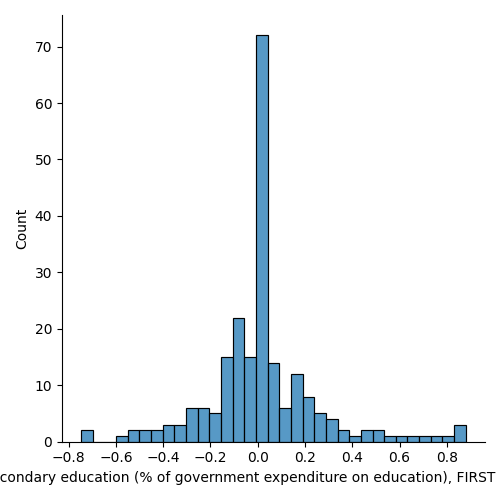 70
60
50
40
30
20
10
0
Count
−0.8 −0.6 −0.4 −0.2 0.0 0.2 0.4 0.6 0.8
condary education (% of government expenditure on education), FIRST